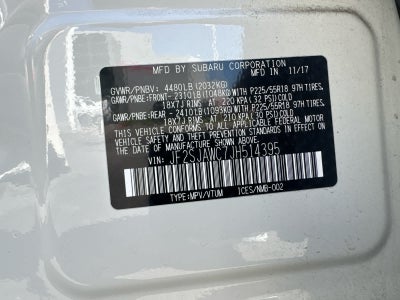 MFD BY SUBARU CORPORATION 11/17
GVWR/PNBV: 4480LB (2032KG)
GAWR/PNBE: FRONT- 2310LB (1048KG) WITH P225/55R18 97H TIRES,
18X7J RIMS AT, 220 KPA (32 PSI) COLD
GAWR/PNBE: REAR - 2410LB (1093KG) WITH P225/55R18 97H TIRES,
18X7J RIMS AT, 210 KPA (30 PSI) COLD
THIS VEHICLE CONFORMS TO ALL APPLICABLE FEDERAL MOTOR
VEHICLE SAFETY AND
THEFT PREVENTION STANDARDS IN EFFECT ON THE
DATE OF MANUFACTURE SHOWN ABOVE.
VIN: JF2SJAWC7JH514395
TYPE:MPV/VTUM ICES/NMB-002